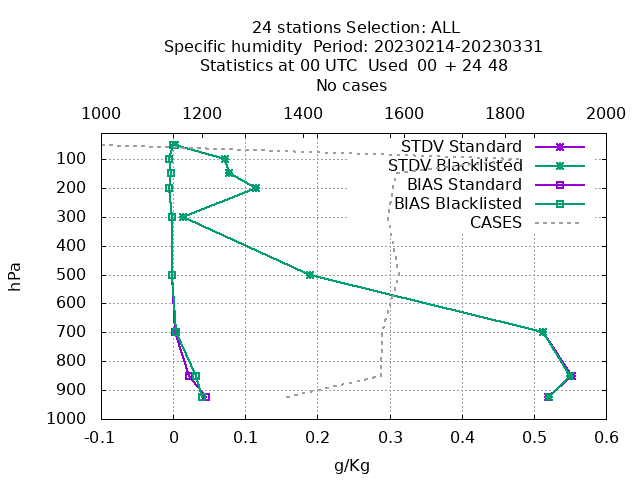 24 stations Selection: ALL
Specific humidity  Period: 20230214-20230331
Statistics at 00 UTC  Used  00 + 24 48
No cases
1000 1200 1400 1600 1800 2000
STDV Standard
STDV Blacklisted
BIAS Standard
BIAS Blacklisted
CASES
100
200
300
400
500
600
700
800
900
1000
hPa
-0.1 0 0.1 0.2 0.3 0.4 0.5 0.6
g/Kg